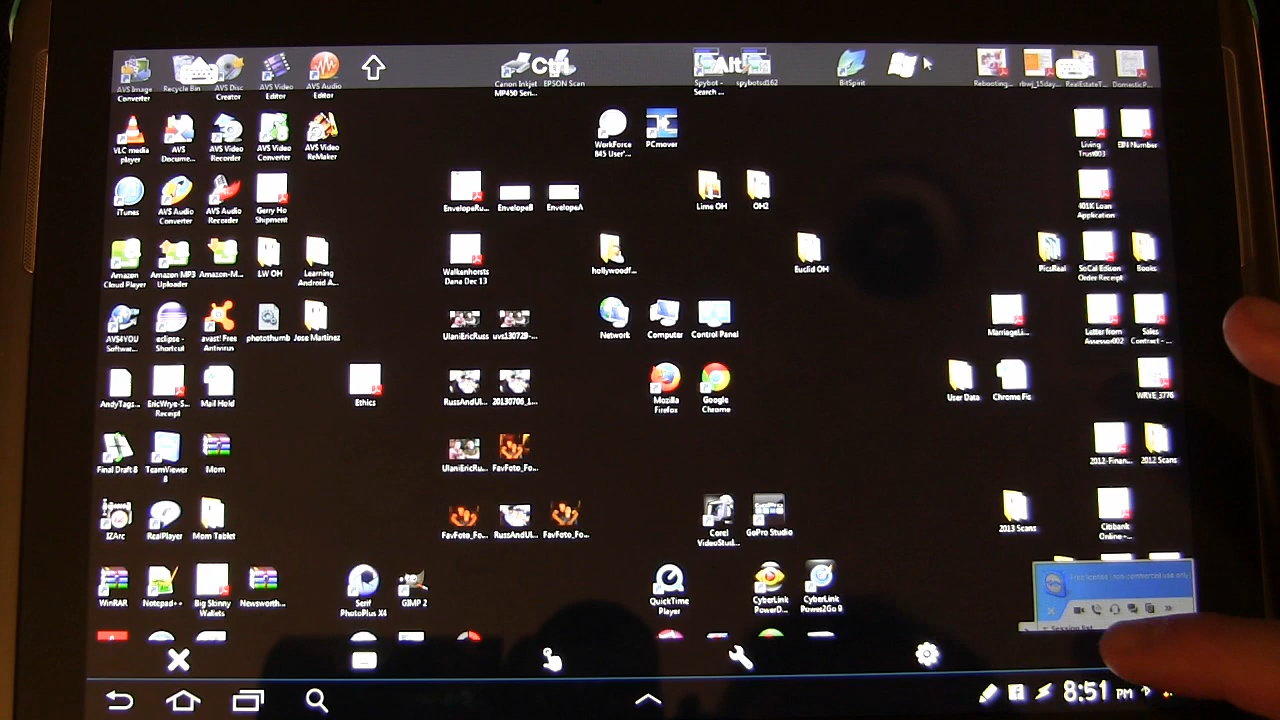 Ctrl
Alt
AVS Image
Converter
Recycle Bin
AVS Disc
Creator
AVS Video
Editor
AVS Audio
Editor
Canon Inkjet
MP450 Seri...
EPSON Scan
Spybot -
Search ...
spybotsd162
BitSpirit
Rebooting...
rbwj_15day...
RealEstateT...
DomesticP...
VLC media
player
AVS
Docume...
AVS Video
Recorder
AVS Video
Converter
AVS Video
ReMaker
WorkForce
845 User'...
PCmover
Living
Trust003
EIN Number
iTunes
AVS Audio
Converter
AVS Audio
Recorder
Gerry Ho
Shipment
EnvelopeRu...
EnvelopeB
EnvelopeA
Lime OH
OH2
401K Loan
Application
Amazon
Cloud Player
Amazon MP3
Uploader
Amazon-M...
LW OH
Learning
Android A...
Walkenhorsts
Dana Dec 13
hollywoodf...
Euclid OH
PicsReal
SoCal Edison
Order Receipt
Books
AVS4YOU
Softwar...
eclipse -
Shortcut
avast! Free
Antivirus
photothumb
Jose Martinez
UlaniEricRuss
uvs130729-...
Network
Computer
Control Panel
MarriageLi...
Letter from
Assessor002
Sales
Contract - ...
AndyTags...
EricWrye-S...
Receipt
Mail Hold
Ethics
RussAndUl...
20130706_1...
Mozilla
Firefox
Google
Chrome
User Data
Chrome Fix
WRYE_3776
Final Draft 8
TeamViewer
8
Mom
UlaniEricRu...
FavFoto_Fo...
2012-Finan...
2012 Scans
IZArc
RealPlayer
Mom Tablet
FavFoto_Fo...
RussAndUl...
FavFoto_Fo...
Corel
VideoStud...
GoPro Studio
2013 Scans
Citibank
Online -...
WinRAR
Notepad++
Big Skinny
Wallets
Newsworth...
Serif
PhotoPlus X4
GIMP 2
QuickTime
Player
CyberLink
PowerD...
CyberLink
Power2Go 8
Free license (non-commercial use only)
Session list
8:51 PM